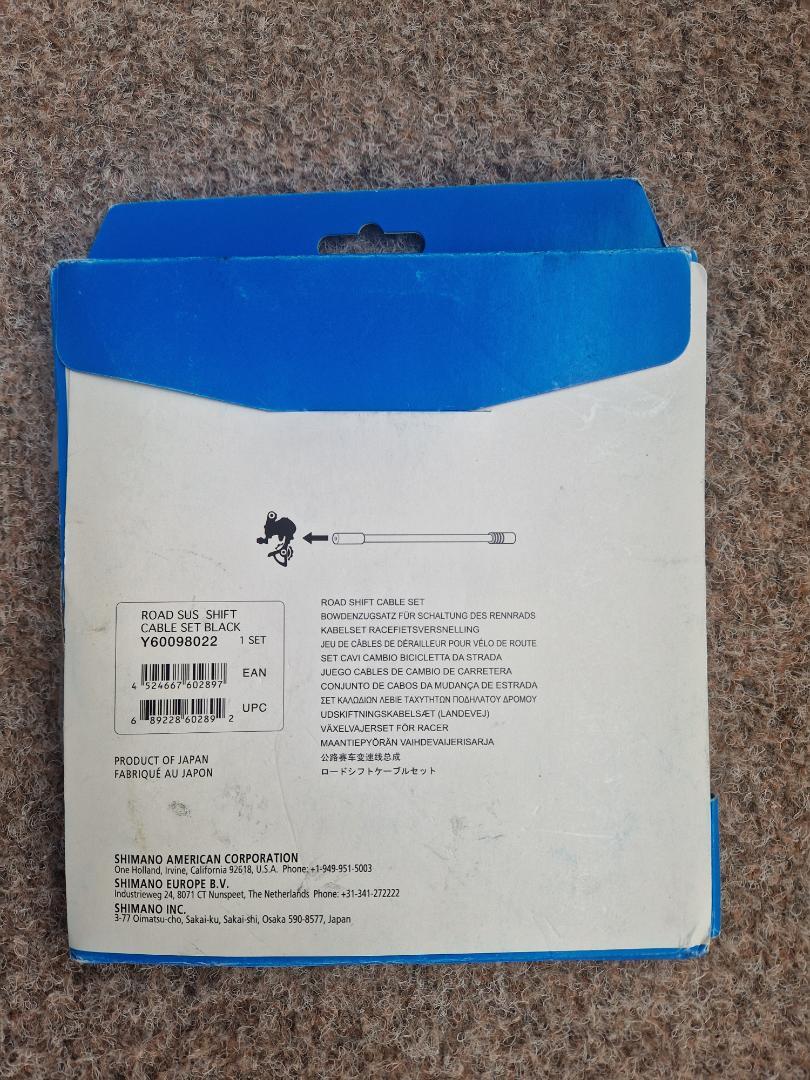 ROAD SUS SHIFT
CABLE SET BLACK
Y60098022 1 SET
EAN
4 524667 602897
UPC
6 89228 60289 2
PRODUCT OF JAPAN
FABRIQUÉ AU JAPON
ROAD SHIFT CABLE SET
BOWDENZUGSATZ FÜR SCHALTUNG DES RENNRADS
KABELSET RACEFIETSVERSNELLING
JEU DE CÂBLES DE DÉRAILLEUR POUR VÉLO DE ROUTE
SET CAVI CAMBIO BICICLETTA DA STRADA
JUEGO CABLES DE CAMBIO DE CARRETERA
CONJUNTO DE CABOS DA MUDANÇA DE ESTRADA
ΣΕΤ ΚΑΛΩΔΙΩΝ ΛΕΒΙΕ ΤΑΧΥΤΗΤΩΝ ΠΟΔΗΛΑΤΟΥ ΔΡΟΜΟΥ
UDSKIFTNINGSKABELSÆT (LANDEVEJ)
VÄXELVAJERSET FÖR RACER
MAANTIEPYÖRÄN VAIHDEVAIJERISARJA
公路赛车变速线总成
ロードシフトケーブルセット
SHIMANO AMERICAN CORPORATION
One Holland, Irvine, California 92618, U.S.A. Phone: +1-949-951-5003
SHIMANO EUROPE B.V.
Industrieweg 24, 8071 CT Nunspeet, The Netherlands Phone: +31-341-272222
SHIMANO INC.
3-77 Oimatsu-cho, Sakai-ku, Sakai-shi, Osaka 590-8577, Japan